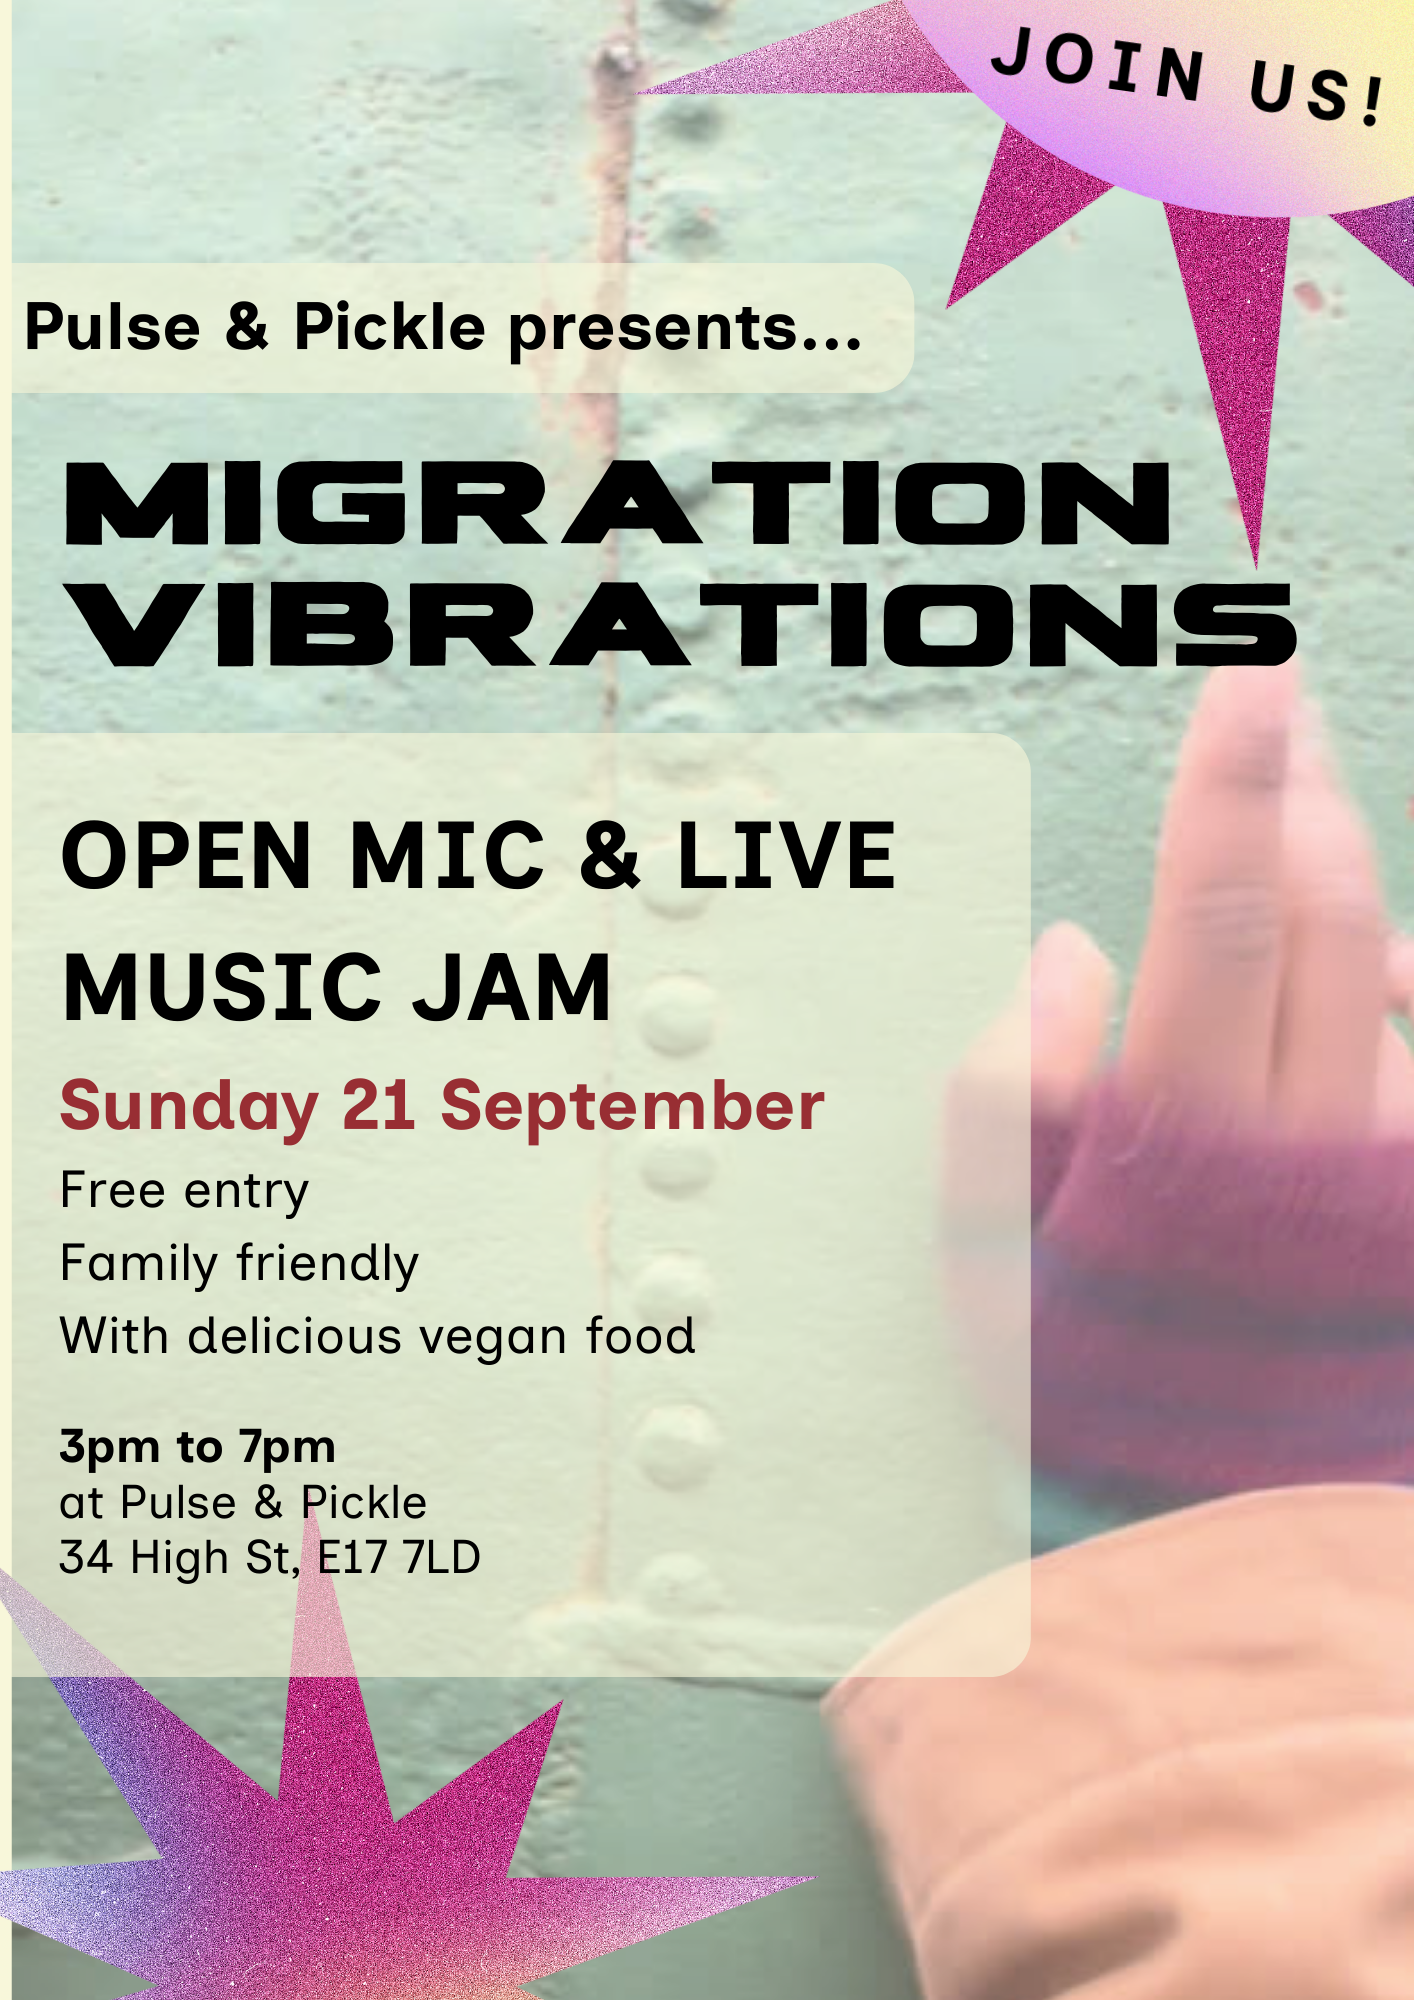 JOIN US!
Pulse & Pickle presents...
MIGRATION
VIBRATIONS
OPEN MIC & LIVE
MUSIC JAM
Sunday 21 September
Free entry
Family friendly
With delicious vegan food
3pm to 7pm
at Pulse & Pickle
34 High St, E17 7LD